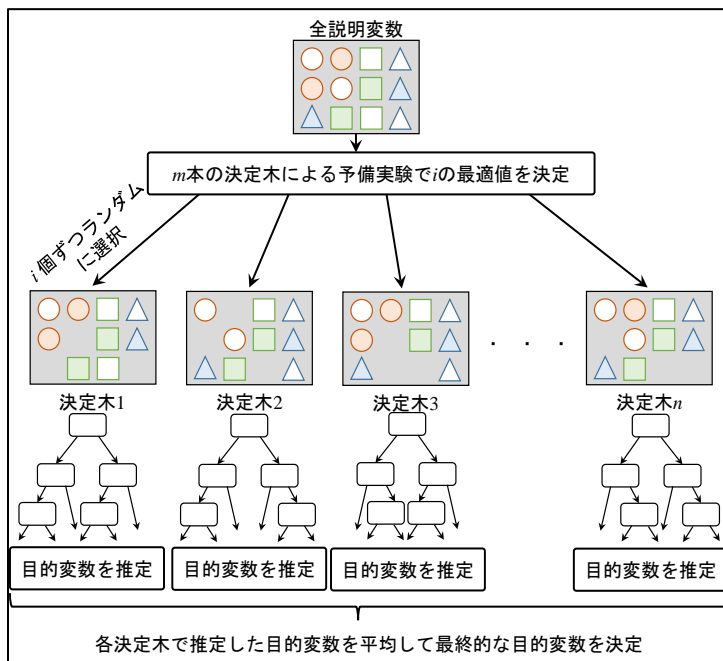 全説明変数
m本の決定木による予備実験でiの最適値を決定
i個ずつランダム
に選択
. . .
決定木1
決定木2
決定木3
決定木n
目的変数を推定
目的変数を推定
目的変数を推定
目的変数を推定
各決定木で推定した目的変数を平均して最終的な目的変数を決定